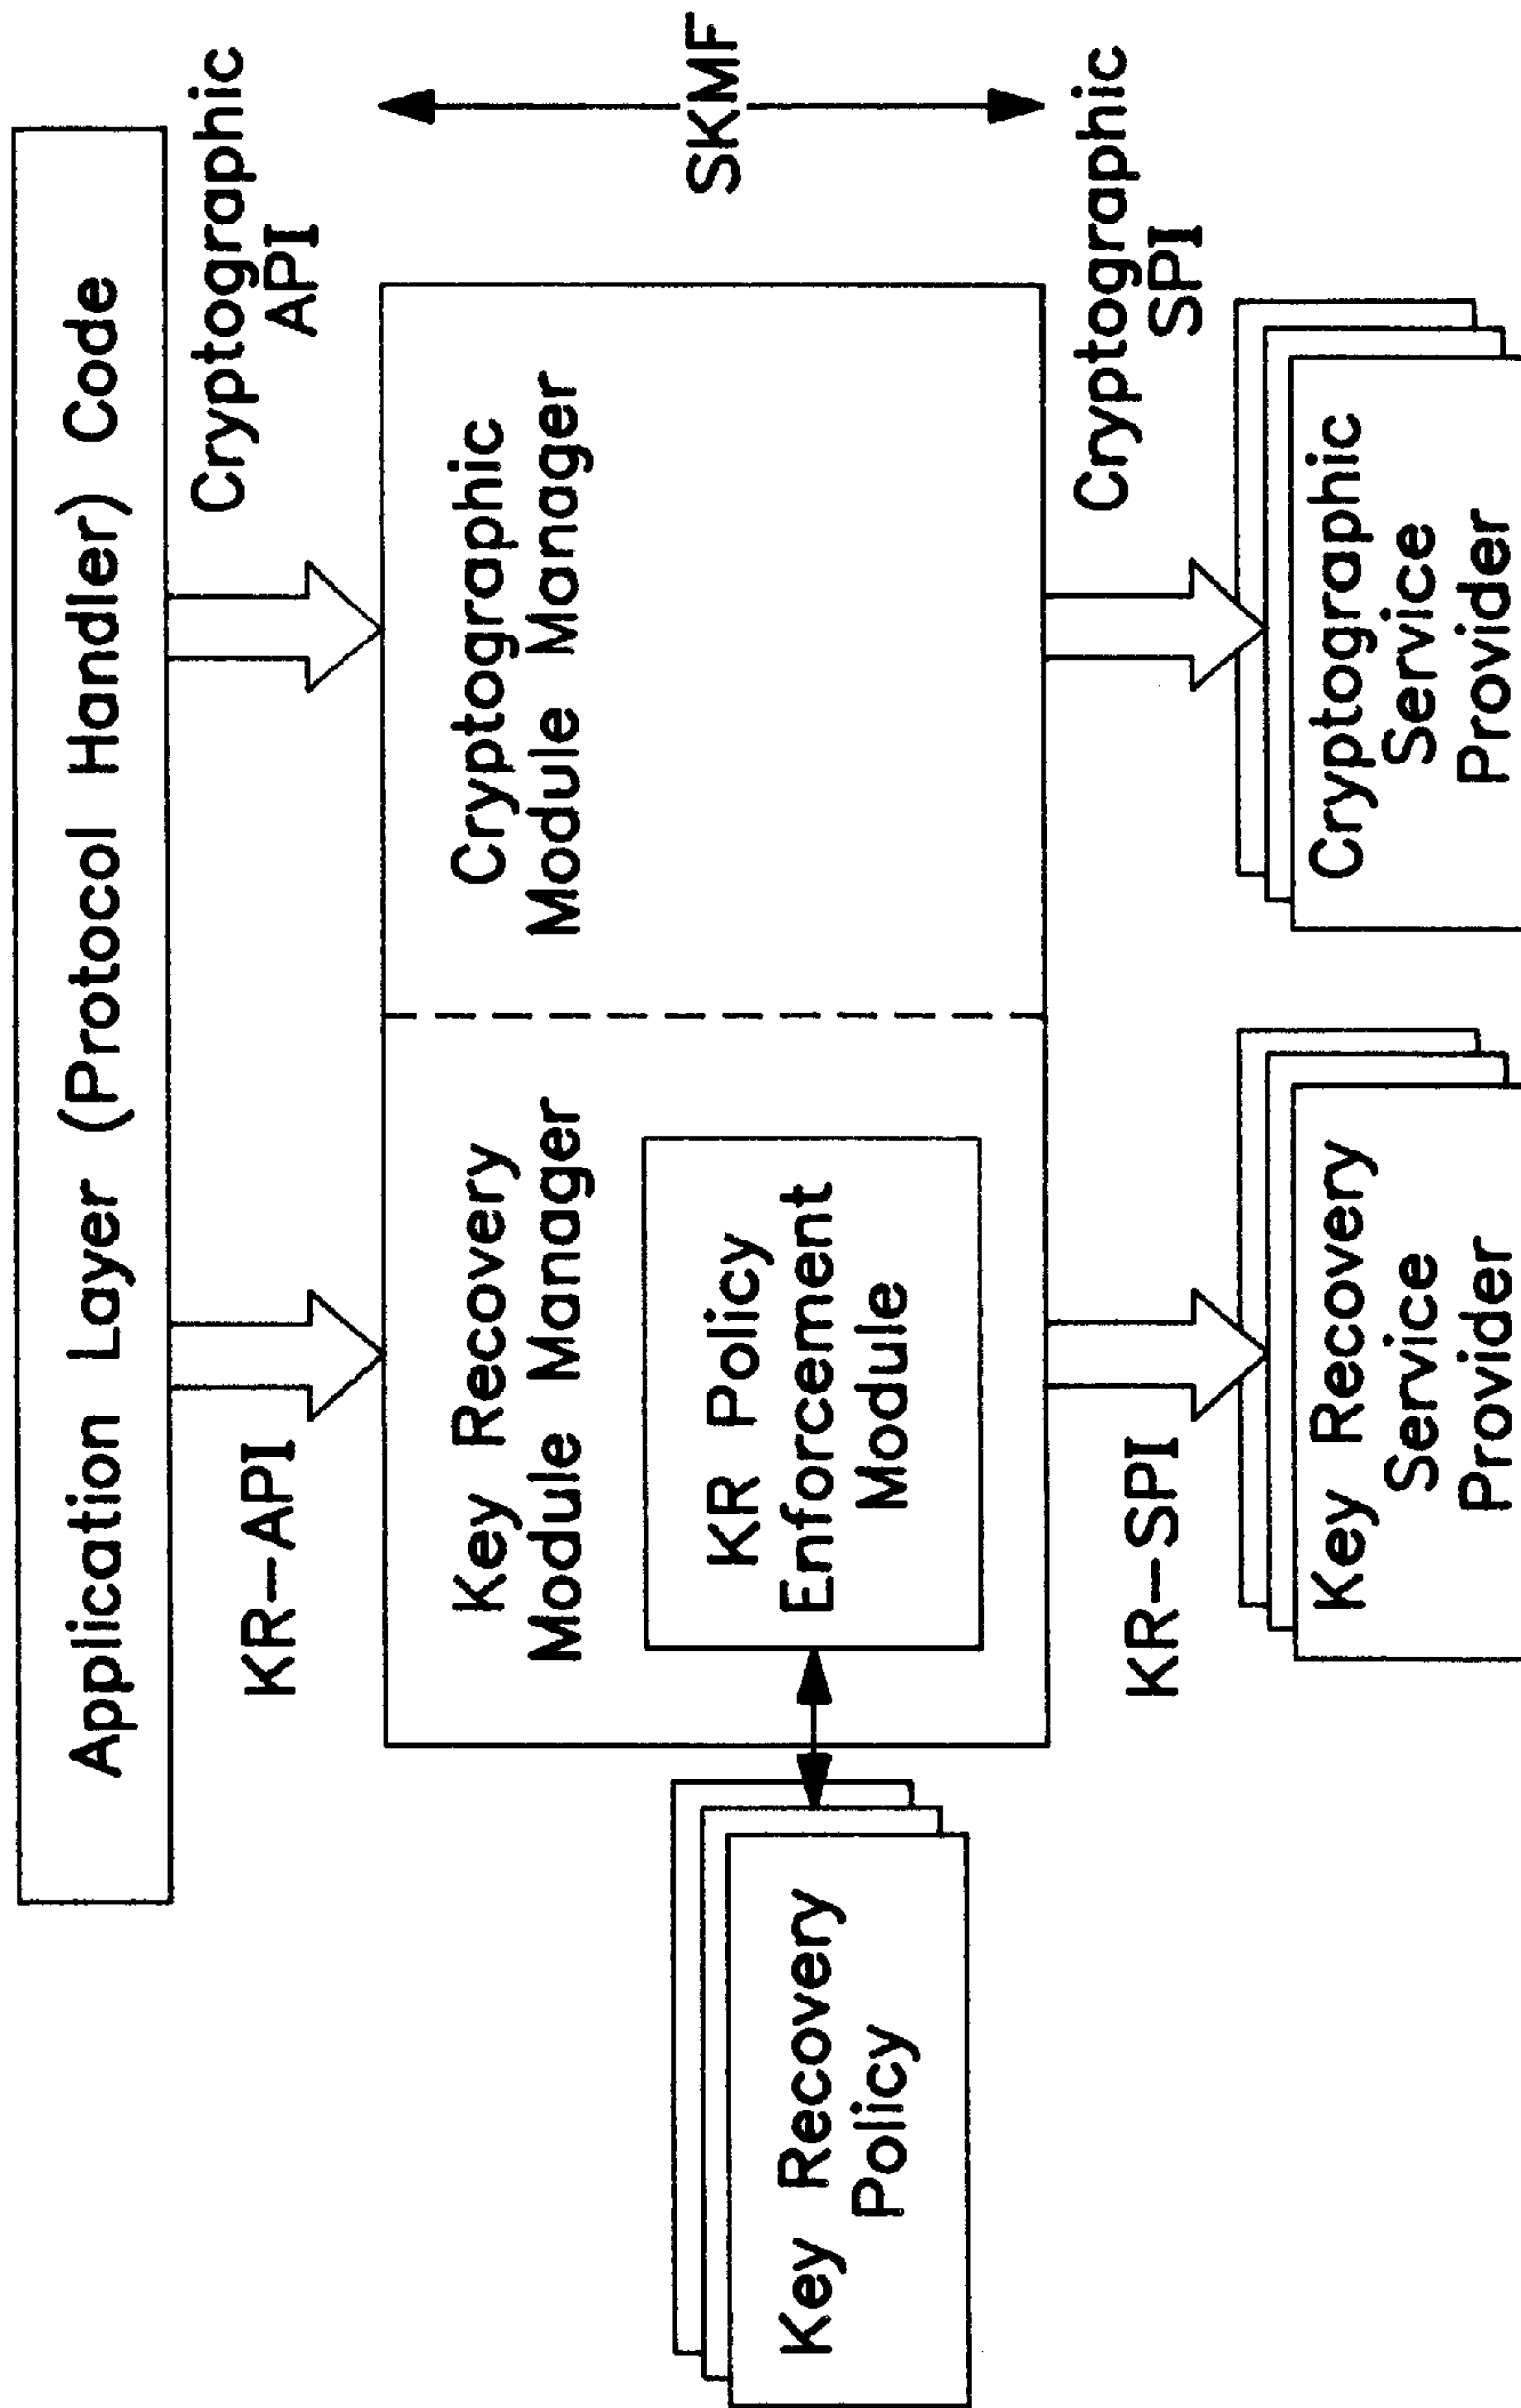 Application Layer (Protocol Handler) Code
KR-API
Cryptographic
API
Key Recovery
Module Manager
Cryptographic
Module Manager
SKMF
KR Policy
Enforcement
Module
Key Recovery
Policy
KR-SPI
Cryptographic
SPI
Key Recovery
Service
Provider
Cryptographic
Service
Provider